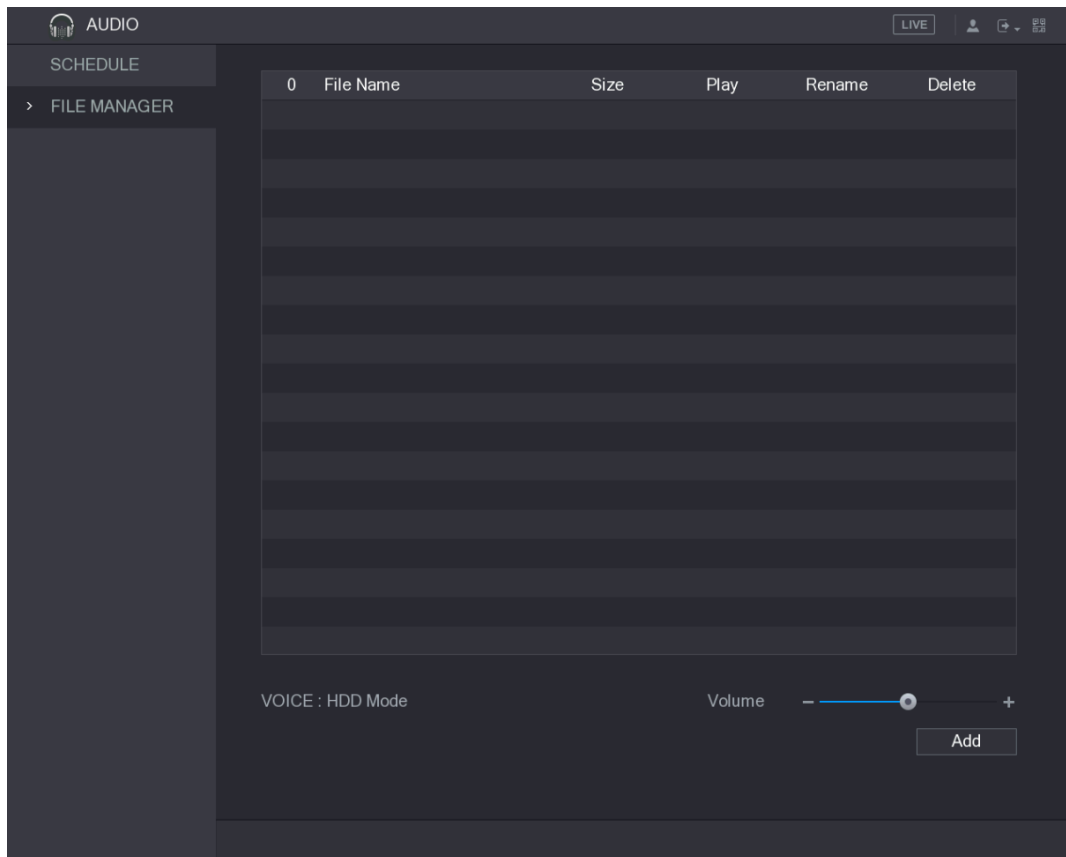 AUDIO LIVE
SCHEDULE
FILE MANAGER
0 File Name Size Play Rename Delete
VOICE : HDD Mode Volume
Add